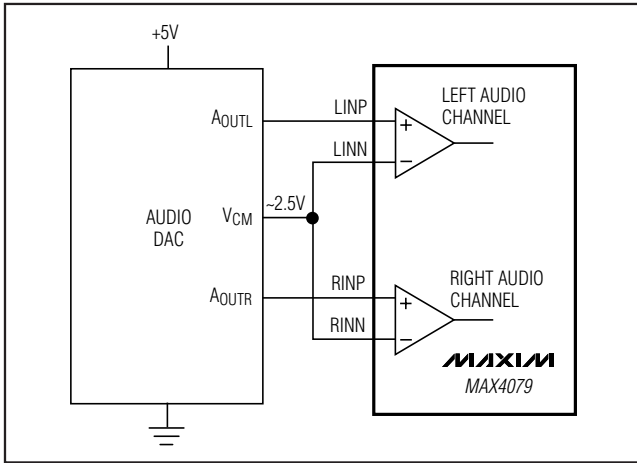 +5V
AOUTL
LINP
LEFT AUDIO
CHANNEL
+
LINN
−
AUDIO
DAC
VCM
~2.5V
AOUTR
RINP
RIGHT AUDIO
CHANNEL
+
RINN
−
MAXIM
MAX4079